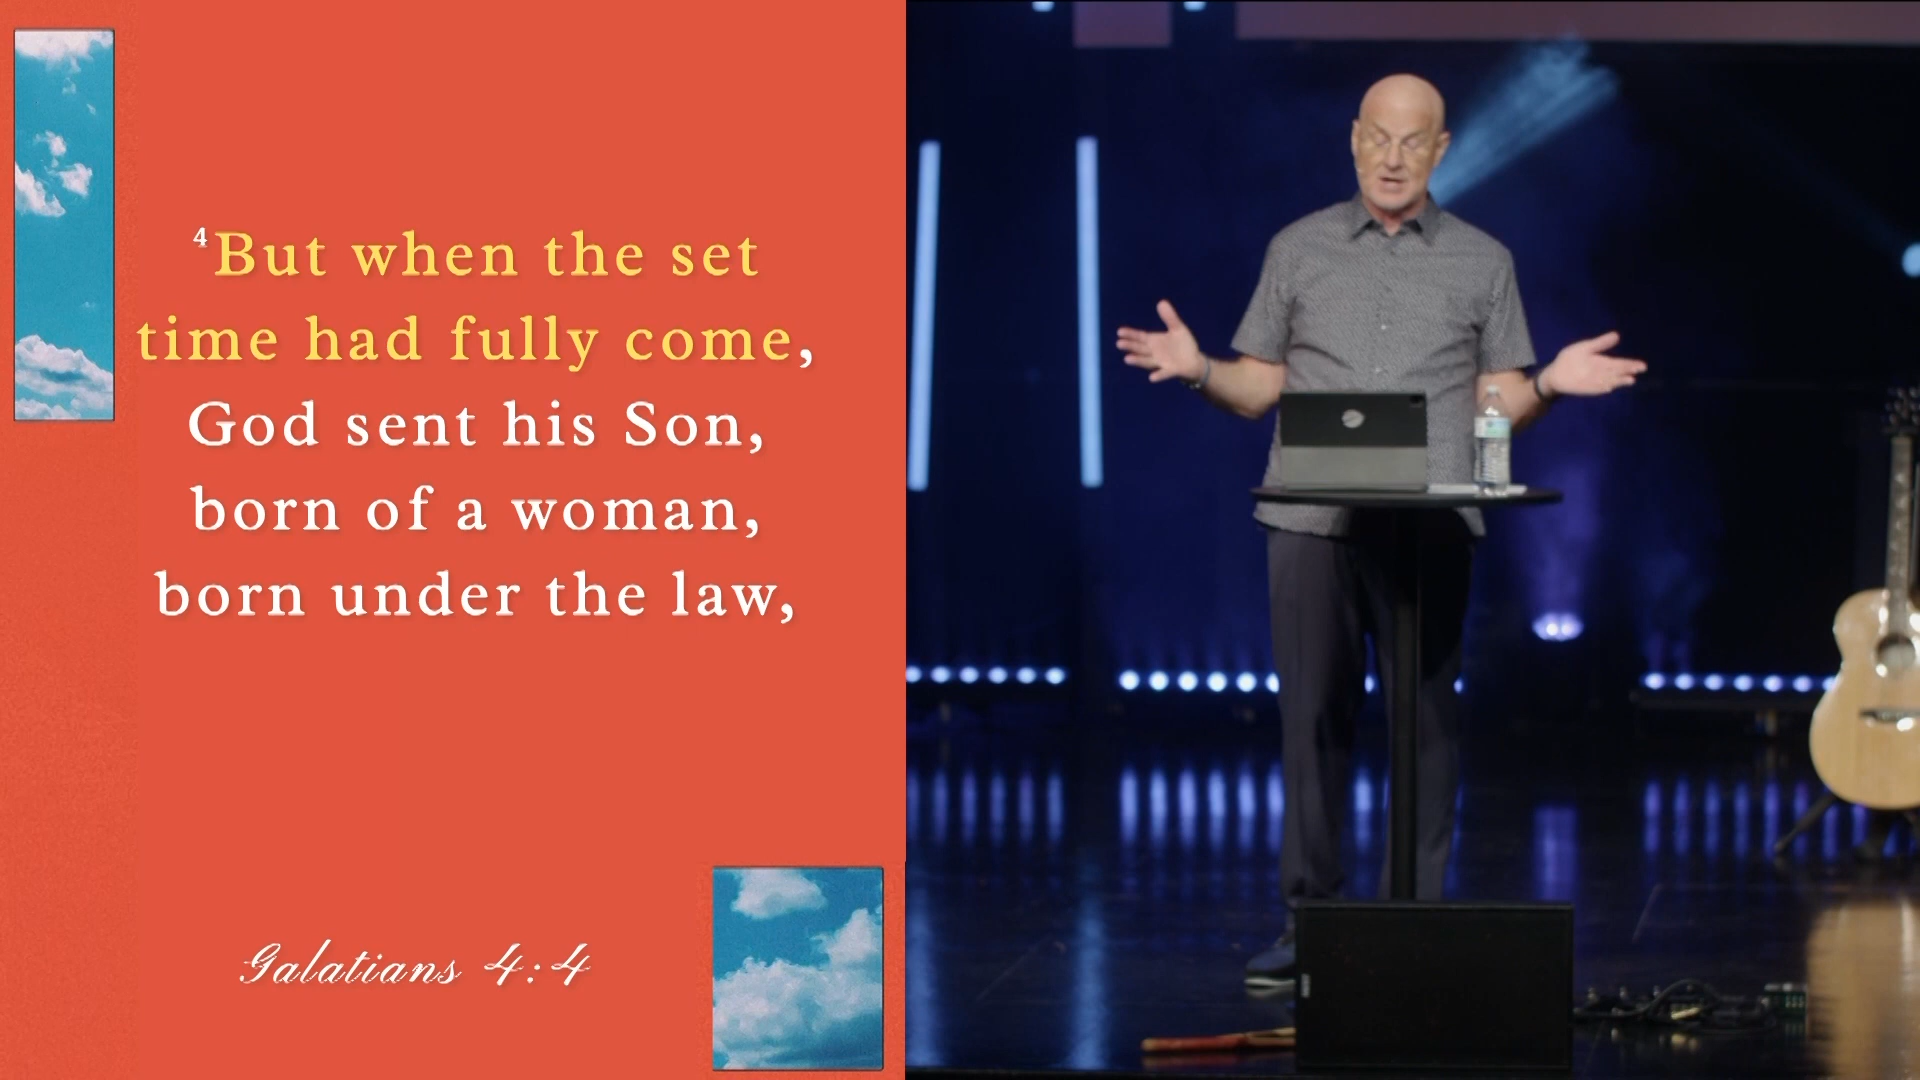 ⁴But when the set
time had fully come,
God sent his Son,
born of a woman,
born under the law,
Galatians 4:4